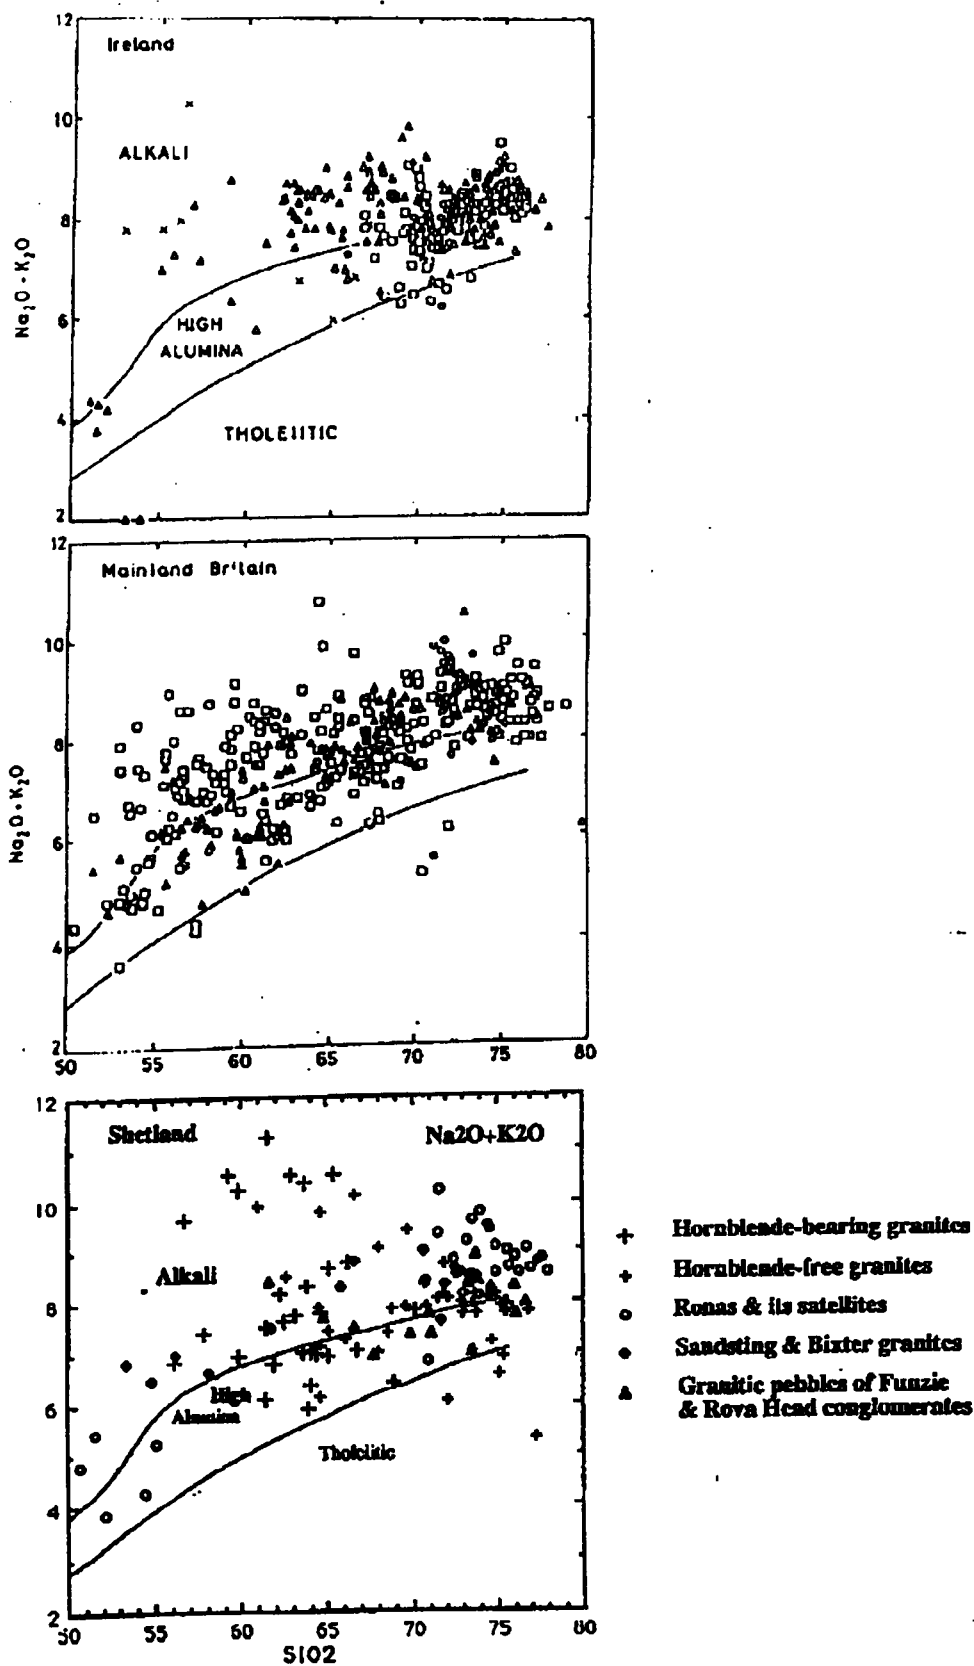 12
Ireland
10
ALKALI
8
Na2O + K2O
6
HIGH
ALUMINA
4
THOLEIITIC
2
12
Mainland Britain
10
8
Na2O + K2O
6
4
2
50 55 60 65 70 75 80
12
Shetland Na2O+K2O
10
Alkali
8
High
Alumina
6
Tholeiitic
4
2
50 55 60 65 70 75 80
SIO2
Hornblende-bearing granites
Hornblende-free granites
Ronas & its satellites
Sandsting & Bixter granites
Granitic pebbles of Funzie
& Rova Head conglomerates